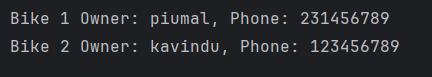 Bike 1 Owner: piumal, Phone: 231456789
Bike 2 Owner: kavindu, Phone: 123456789